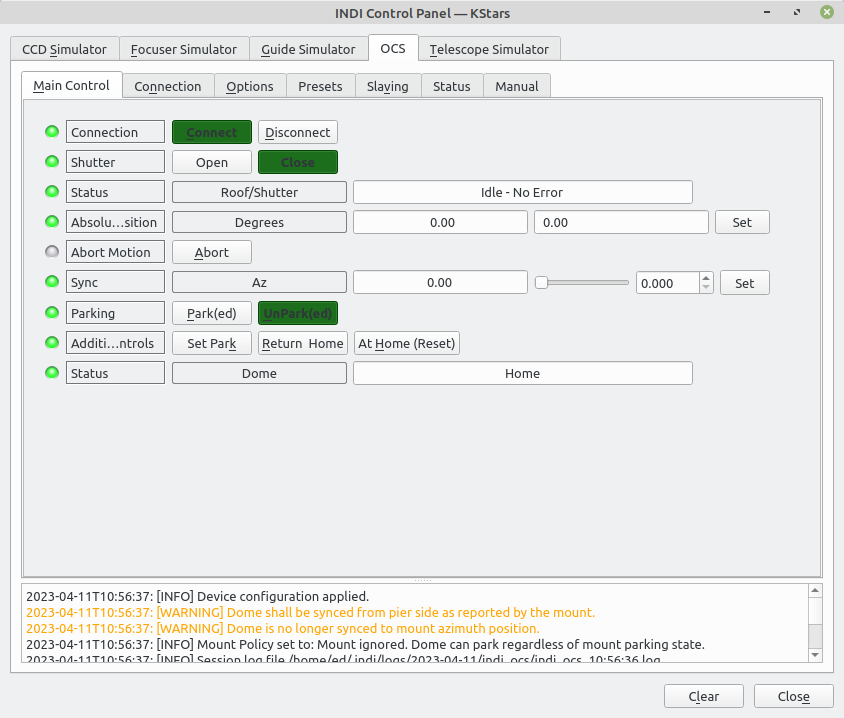 INDI Control Panel — KStars
CCD Simulator Focuser Simulator Guide Simulator OCS Telescope Simulator
Main Control Connection Options Presets Slaving Status Manual
Connection Connect Disconnect
Shutter Open Close
Status Roof/Shutter Idle - No Error
Absolu...sition Degrees 0.00 0.00 Set
Abort Motion Abort
Sync Az 0.00 0.000 Set
Parking Park(ed) UnPark(ed)
Additi...ntrols Set Park Return Home At Home (Reset)
Status Dome Home
2023-04-11T10:56:37: [INFO] Device configuration applied.
2023-04-11T10:56:37: [WARNING] Dome shall be synced from pier side as reported by the mount.
2023-04-11T10:56:37: [WARNING] Dome is no longer synced to mount azimuth position.
2023-04-11T10:56:37: [INFO] Mount Policy set to: Mount ignored. Dome can park regardless of mount parking state.
2023-04-11T10:56:37: [INFO] Session log file /home/ed/.indi/logs/2023-04-11/indi_ocs/indi_ocs_10:56:36.log
Clear Close